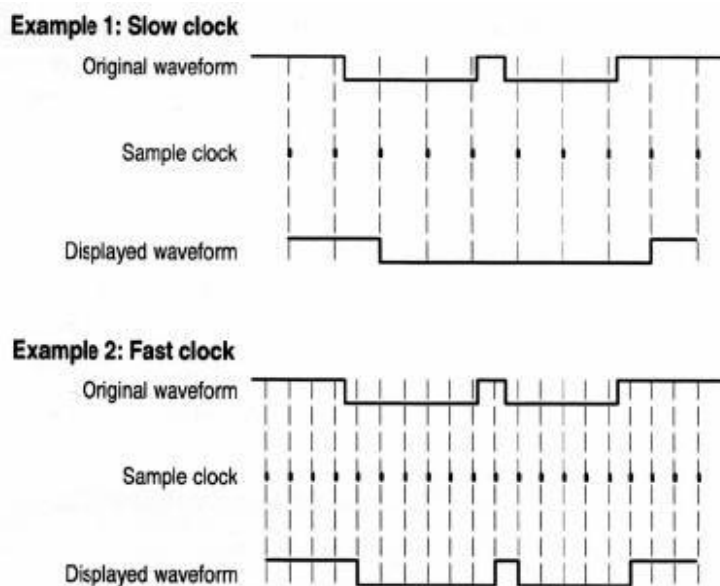 Example 1: Slow clock
Original waveform
Sample clock
Displayed waveform
Example 2: Fast clock
Original waveform
Sample clock
Displayed waveform